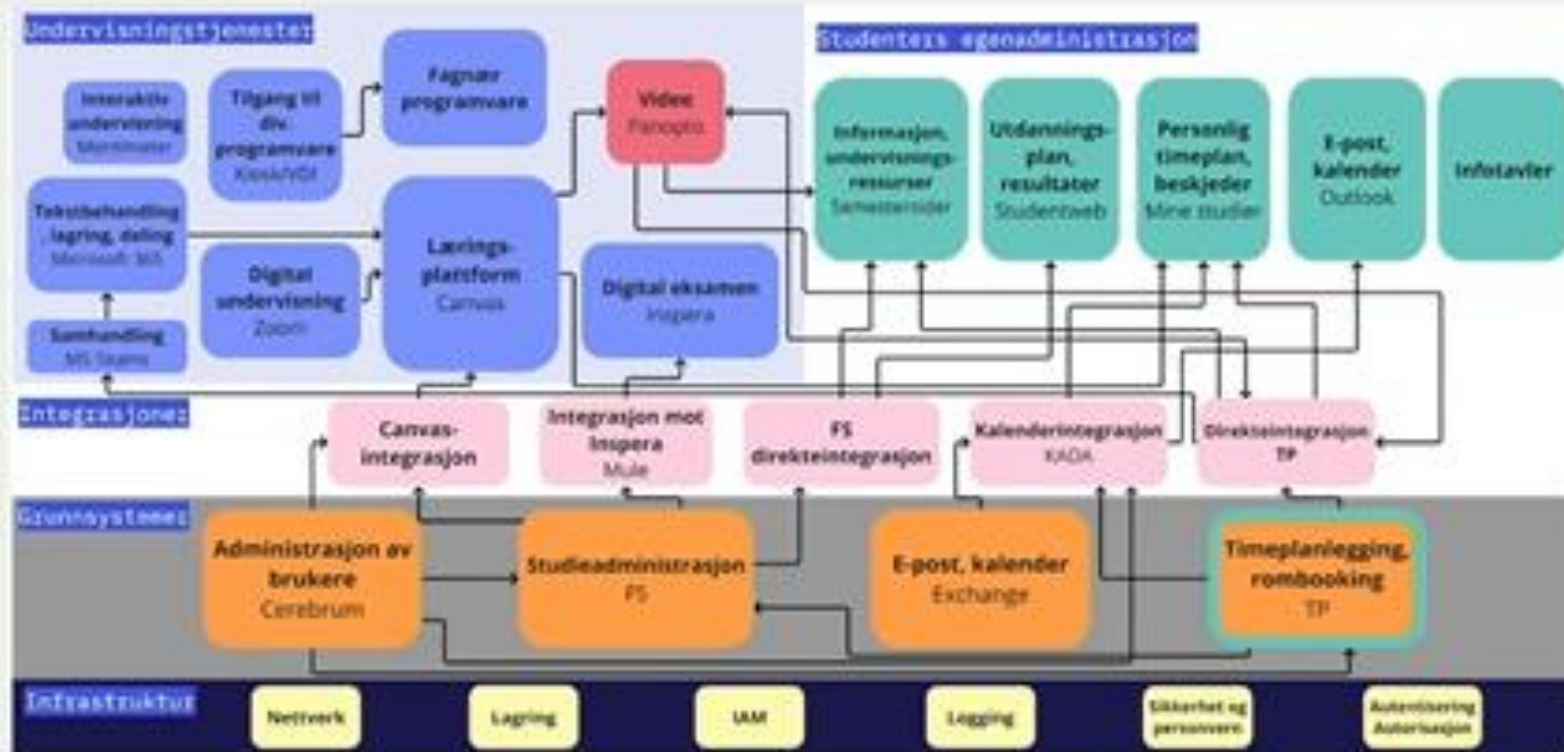 Undervisningstjenester
Studenters egenadministrasjon
Interaktiv
undervisning
Mentimeter
Tilgang til
div.
programvare
Kiosk/VDI
Fagnær
programvare
Video
Panopto
Informasjon,
undervisnings-
ressurser
Semestersider
Utdannings-
plan,
resultater
Studentweb
Personlig
timeplan,
beskjeder
Mine studier
E-post,
kalender
Outlook
Infotavler
Tekstbehandling
, lagring, deling
Microsoft 365
Digital
undervisning
Zoom
Lærings-
plattform
Canvas
Digital eksamen
Inspera
Samhandling
MS Teams
Integrasjoner
Canvas-
integrasjon
Integrasjon mot
Inspera
Mule
FS
direkteintegrasjon
Kalenderintegrasjon
KADA
Direkteintegrasjon
TP
Grunnsystemer
Administrasjon av
brukere
Cerebrum
Studieadministrasjon
FS
E-post, kalender
Exchange
Timeplanlegging,
rombooking
TP
Infrastruktur
Nettverk
Lagring
IAM
Logging
Sikkerhet og
personvern
Autentisering
Autorisasjon